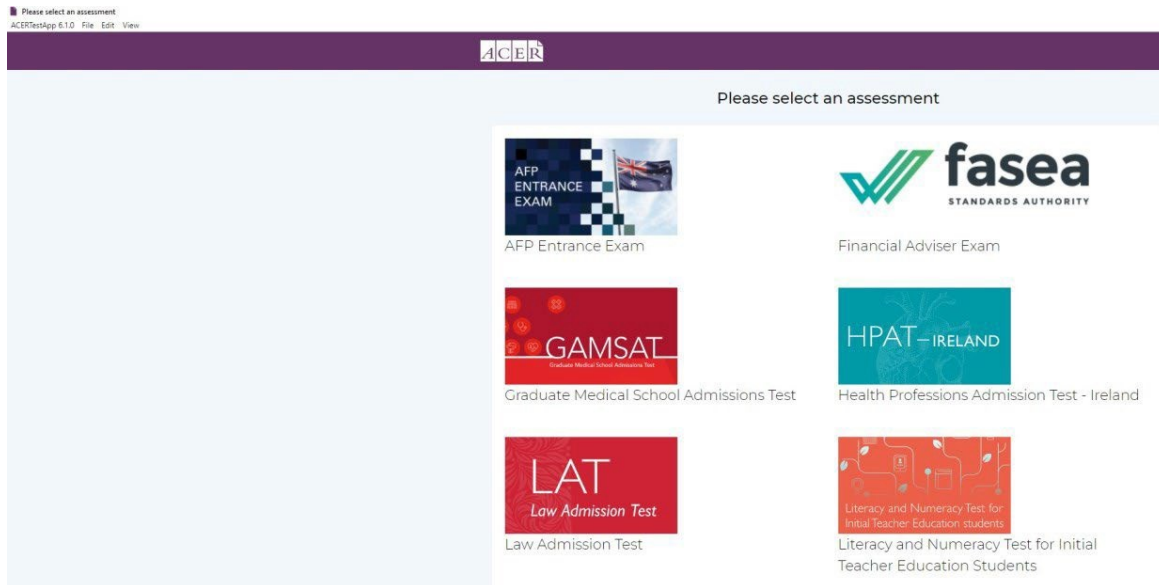 Please select an assessment
ACERTestApp 6.1.0 File Edit View
ACER
Please select an assessment
AFP
ENTRANCE
EXAM
fasea
STANDARDS AUTHORITY
AFP Entrance Exam
Financial Adviser Exam
GAMSAT
Graduate Medical School Admissions Test
HPAT-IRELAND
Graduate Medical School Admissions Test
Health Professions Admission Test - Ireland
LAT
Law Admission Test
Literacy and Numeracy Test for
Initial Teacher Education students
Law Admission Test
Literacy and Numeracy Test for Initial
Teacher Education Students